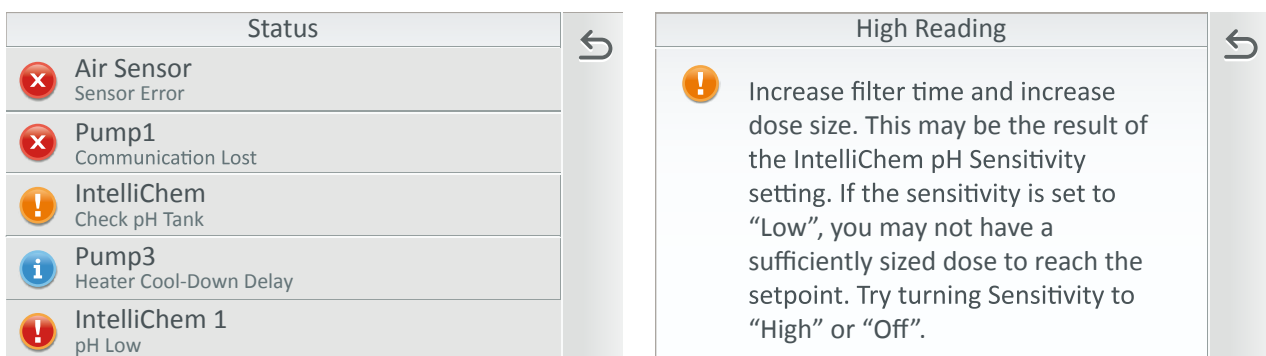 Status
Air Sensor
Sensor Error
Pump1
Communication Lost
IntelliChem
Check pH Tank
Pump3
Heater Cool-Down Delay
IntelliChem 1
pH Low
High Reading
Increase filter time and increase
dose size. This may be the result of
the IntelliChem pH Sensitivity
setting. If the sensitivity is set to
“Low”, you may not have a
sufficiently sized dose to reach the
setpoint. Try turning Sensitivity to
“High” or “Off”.